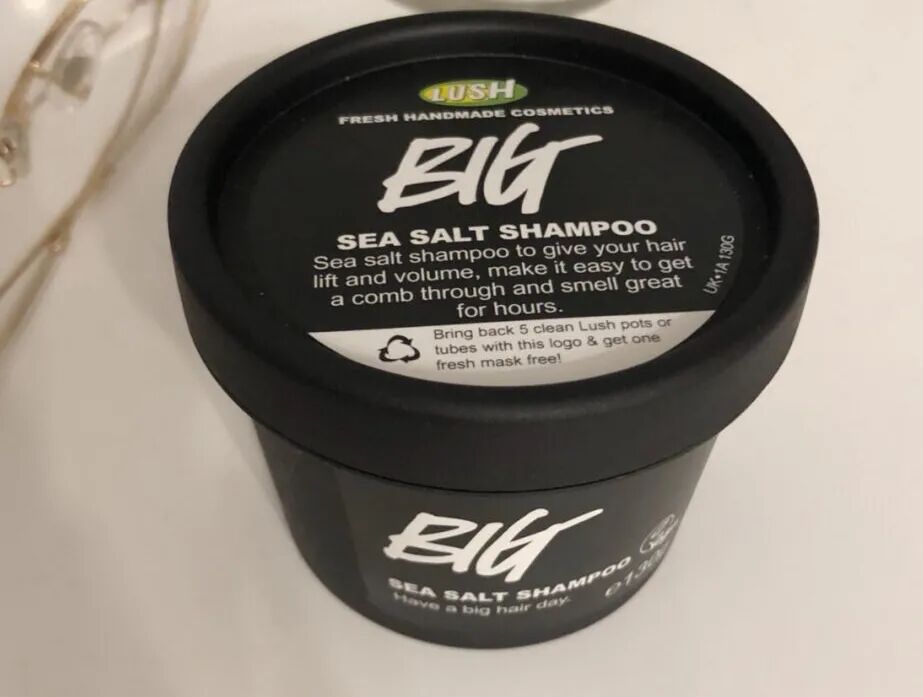 LUSH
FRESH HANDMADE COSMETICS
BIG
SEA SALT SHAMPOO
Sea salt shampoo to give your hair
lift and volume, make it easy to get
a comb through and smell great
for hours.
UK•1A 130G
Bring back 5 clean Lush pots or
tubes with this logo & get one
fresh mask free!
BIG
SEA SALT SHAMPOO
Have a big hair day.
e130g